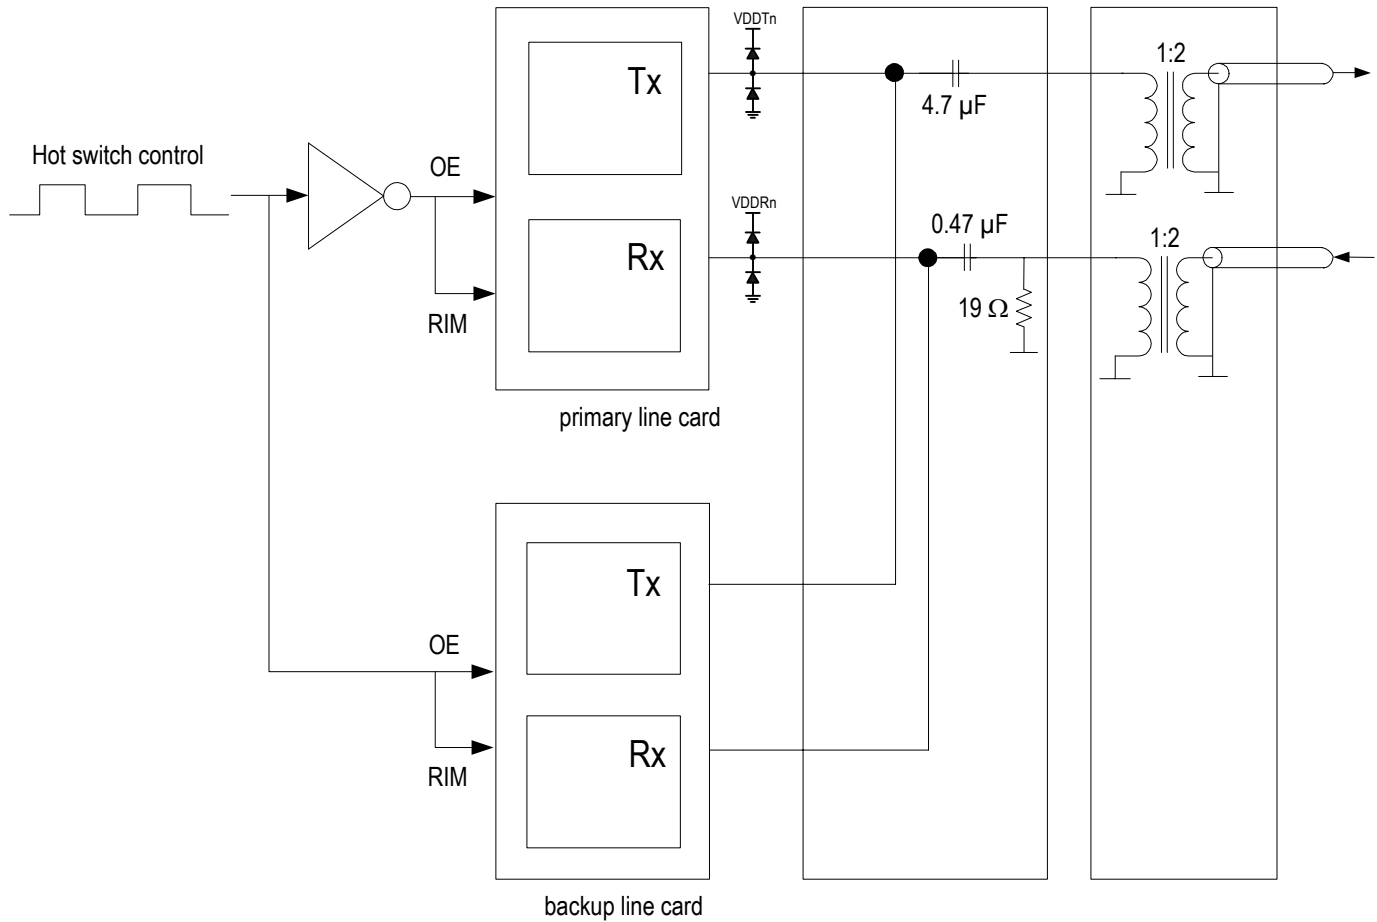 VDDTn
1:2
Tx
4.7 µF
Hot switch control
OE
VDDRn
0.47 µF
1:2
Rx
19 Ω
RIM
primary line card
Tx
OE
Rx
RIM
backup line card